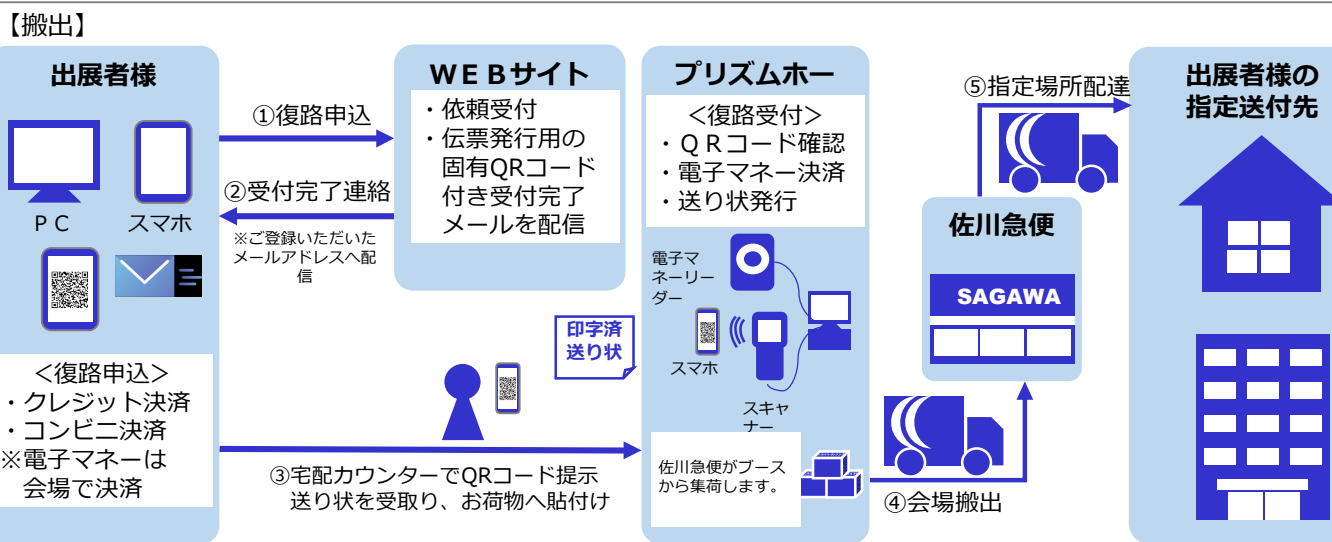 【搬出】
出展者様
PC
スマホ
＜復路申込＞
・クレジット決済
・コンビニ決済
※電子マネーは
会場で決済
①復路申込
②受付完了連絡
※ご登録いただいた
メールアドレスへ配
信
ＷＥＢサイト
・依頼受付
・伝票発行用の
固有QRコード
付き受付完了
メールを配信
③宅配カウンターでQRコード提示
送り状を受取り、お荷物へ貼付け
印字済
送り状
プリズムホー
＜復路受付＞
・ＱＲコード確認
・電子マネー決済
・送り状発行
電子マ
ネーリー
ダー
スマホ
スキャ
ナー
佐川急便がブース
から集荷します。
④会場搬出
佐川急便
SAGAWA
⑤指定場所配達
出展者様の
指定送付先